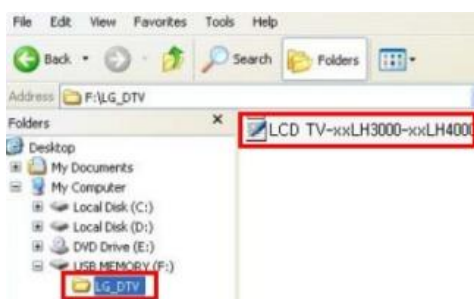 File Edit View Favorites Tools Help
Back Search Folders
Address F:\LG_DTV
Folders × LCD TV-xxLH3000-xxLH4000
Desktop
My Documents
My Computer
Local Disk (C:)
Local Disk (D:)
DVD Drive (E:)
USB MEMORY (F:)
LG_DTV